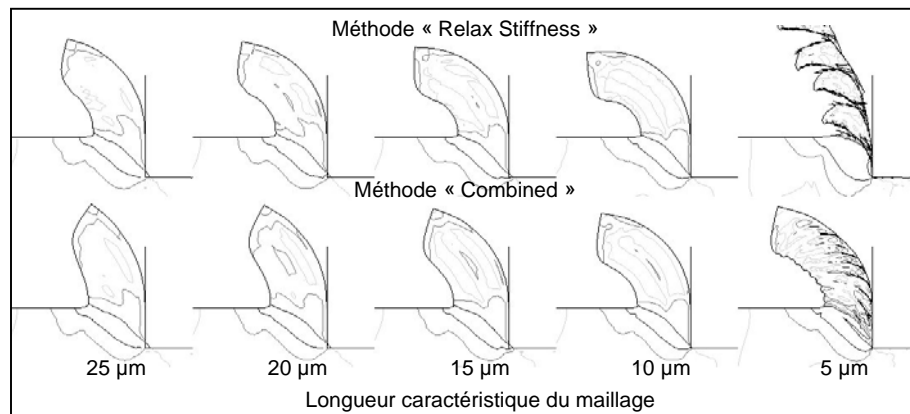 Méthode « Relax Stiffness »
Méthode « Combined »
25 µm 20 µm 15 µm 10 µm 5 µm
Longueur caractéristique du maillage